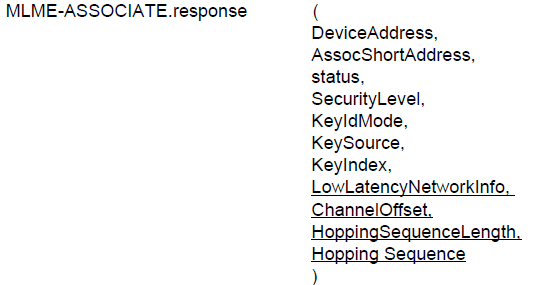 MLME-ASSOCIATE.response (
DeviceAddress,
AssocShortAddress,
status,
SecurityLevel,
KeyIdMode,
KeySource,
KeyIndex,
LowLatencyNetworkInfo,
ChannelOffset,
HoppingSequenceLength,
Hopping Sequence
)